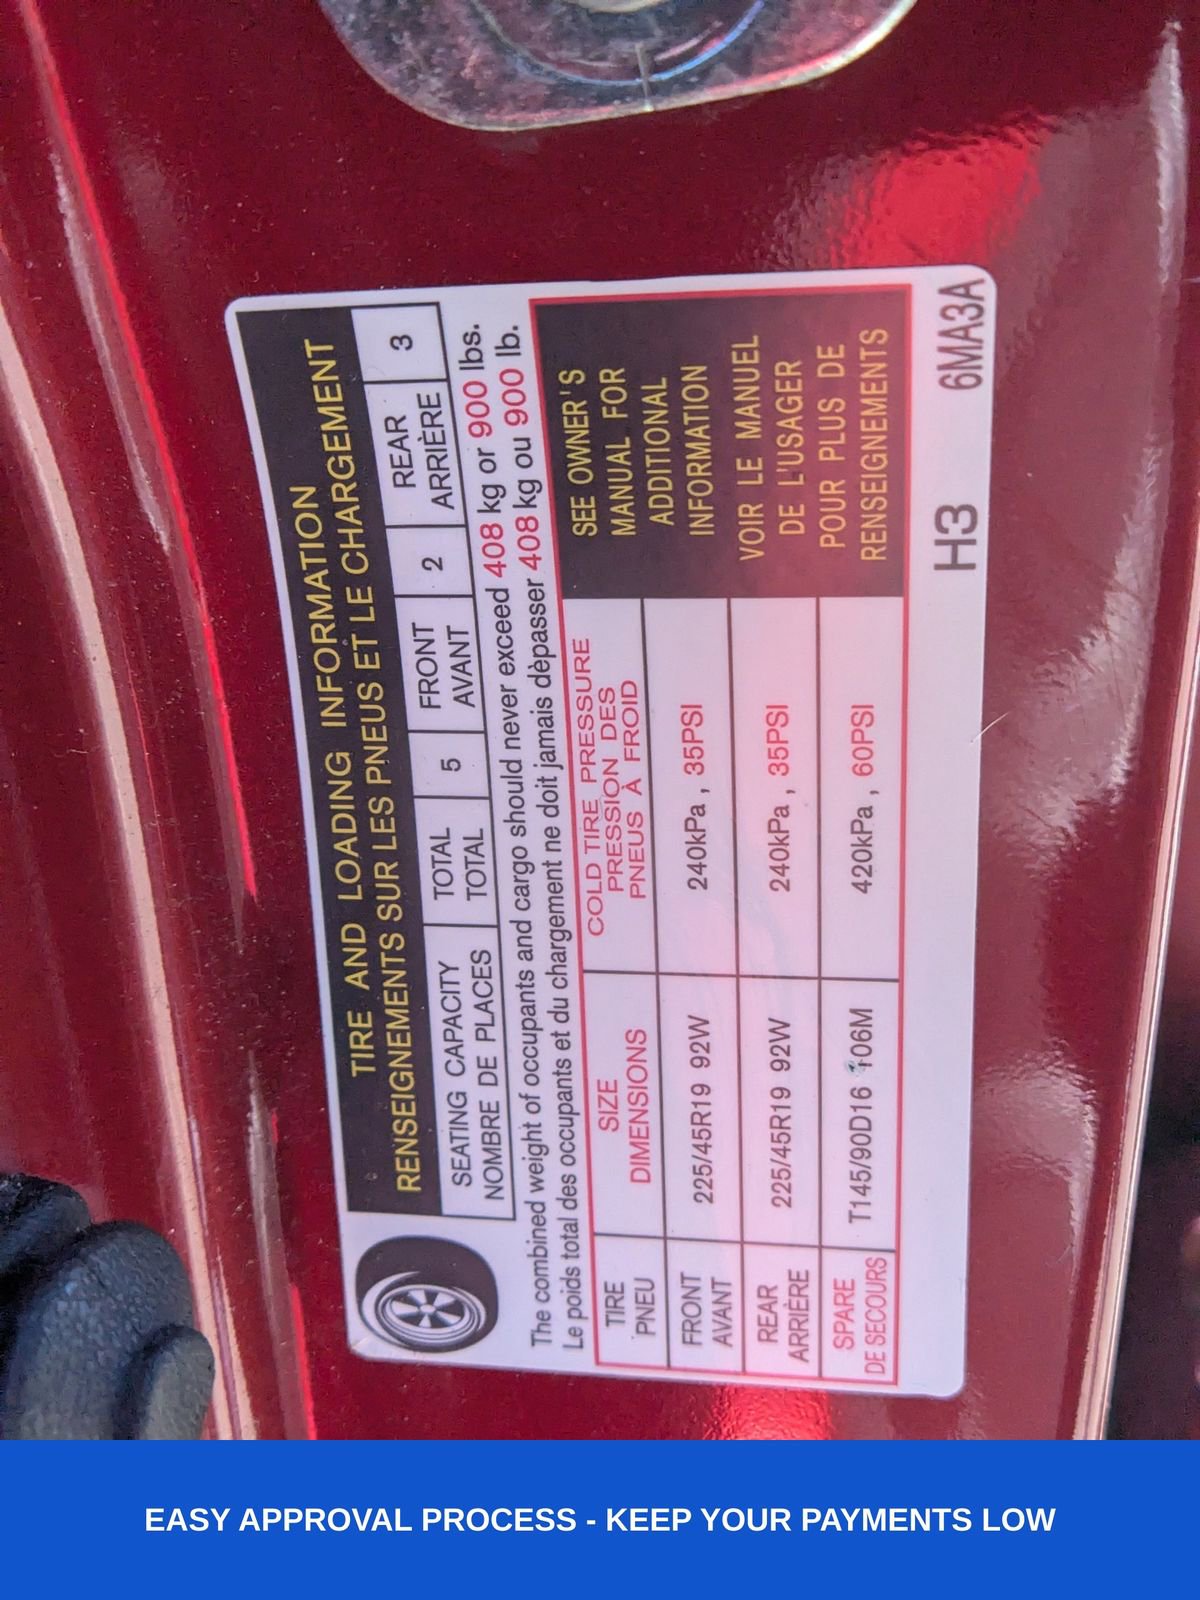 TIRE AND LOADING INFORMATION
RENSEIGNEMENTS SUR LES PNEUS ET LE CHARGEMENT
SEATING CAPACITY
NOMBRE DE PLACES
TOTAL
TOTAL
5
FRONT
AVANT
2
REAR
ARRIÈRE
3
The combined weight of occupants and cargo should never exceed 408 kg or 900 lbs.
Le poids total des occupants et du chargement ne doit jamais dèpasser 408 kg ou 900 lb.
TIRE
PNEU
SIZE
DIMENSIONS
COLD TIRE PRESSURE
PRESSION DES
PNEUS À FROID
FRONT
AVANT
225/45R19 92W
240kPa , 35PSI
REAR
ARRIÈRE
225/45R19 92W
240kPa , 35PSI
SPARE
DE SECOURS
T145/90D16 106M
420kPa , 60PSI
SEE OWNER'S
MANUAL FOR
ADDITIONAL
INFORMATION
VOIR LE MANUEL
DE L'USAGER
POUR PLUS DE
RENSEIGNEMENTS
H3 6MA3A
EASY APPROVAL PROCESS - KEEP YOUR PAYMENTS LOW